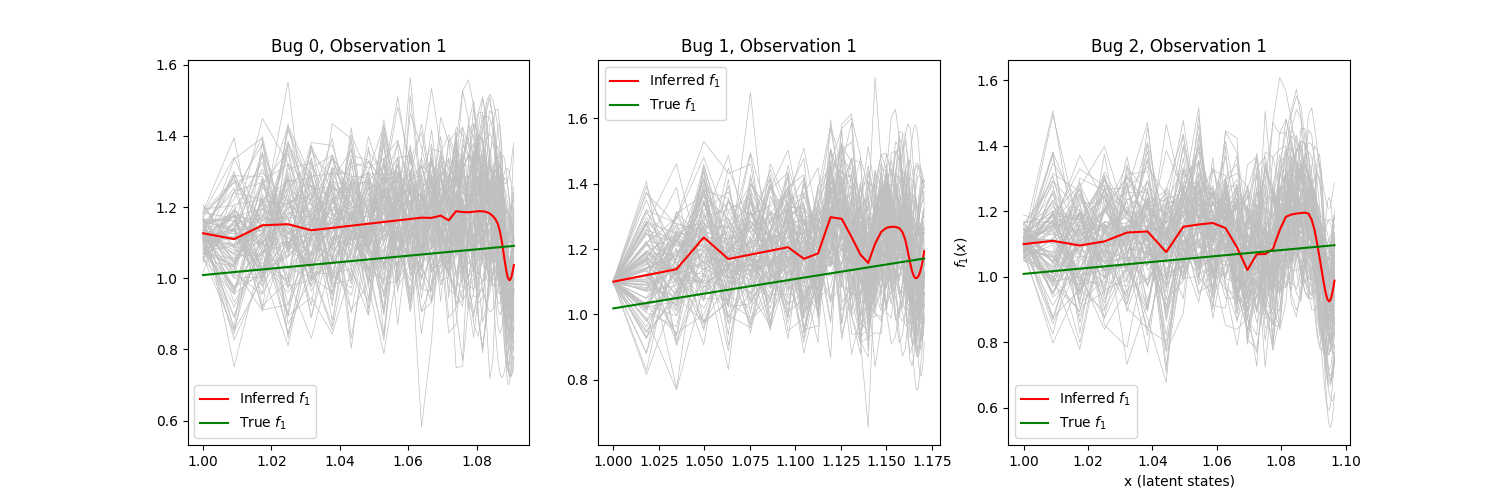 Bug 0, Observation 1
1.6
1.4
1.2
1.0
0.8
0.6
Inferred f₁
True f₁
1.00 1.02 1.04 1.06 1.08
Bug 1, Observation 1
Inferred f₁
True f₁
1.6
1.4
1.2
1.0
0.8
1.000 1.025 1.050 1.075 1.100 1.125 1.150 1.175
Bug 2, Observation 1
f₁(x)
1.6
1.4
1.2
1.0
0.8
0.6
Inferred f₁
True f₁
1.00 1.02 1.04 1.06 1.08 1.10
x (latent states)